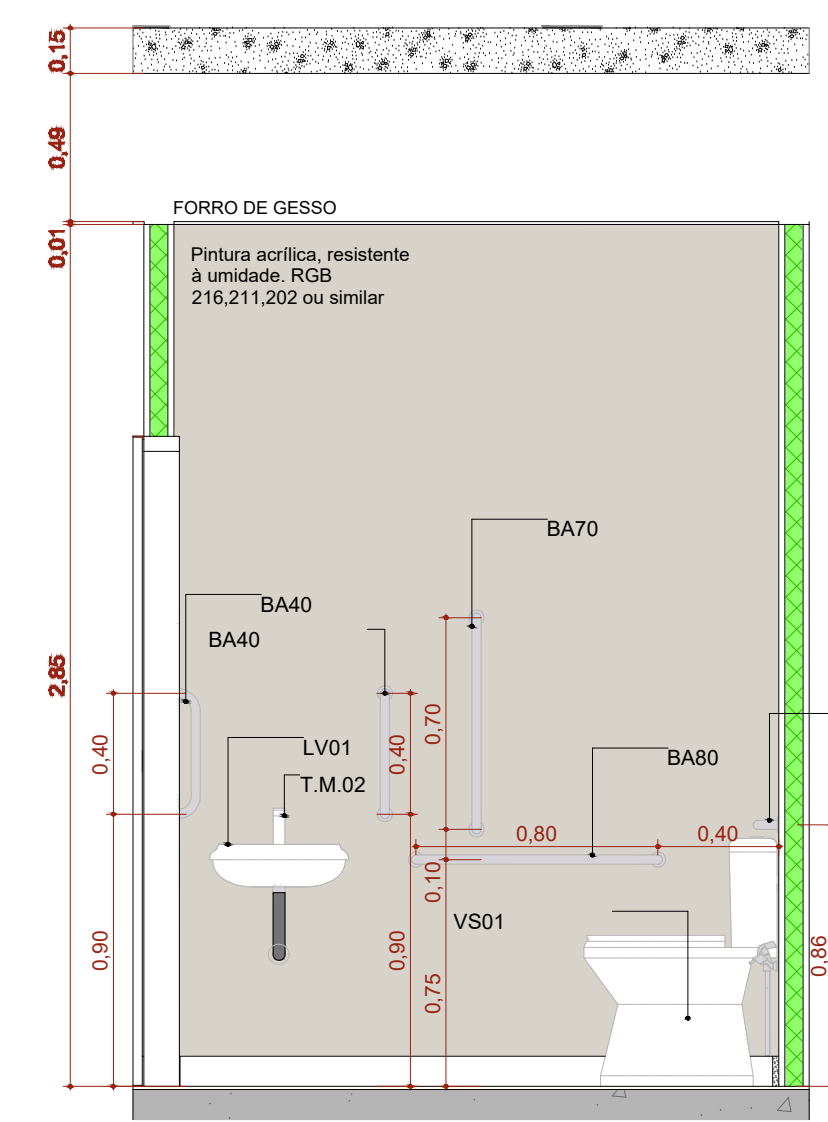 0,15
0,49
FORRO DE GESSO
0,01
Pintura acrílica, resistente
à umidade. RGB
216,211,202 ou similar
BA70
BA40
BA40
2,85
0,40
0,70
0,40
LV01
BA80
T.M.02
0,80
0,40
0,10
VS01
0,90
0,90
0,75
0,86